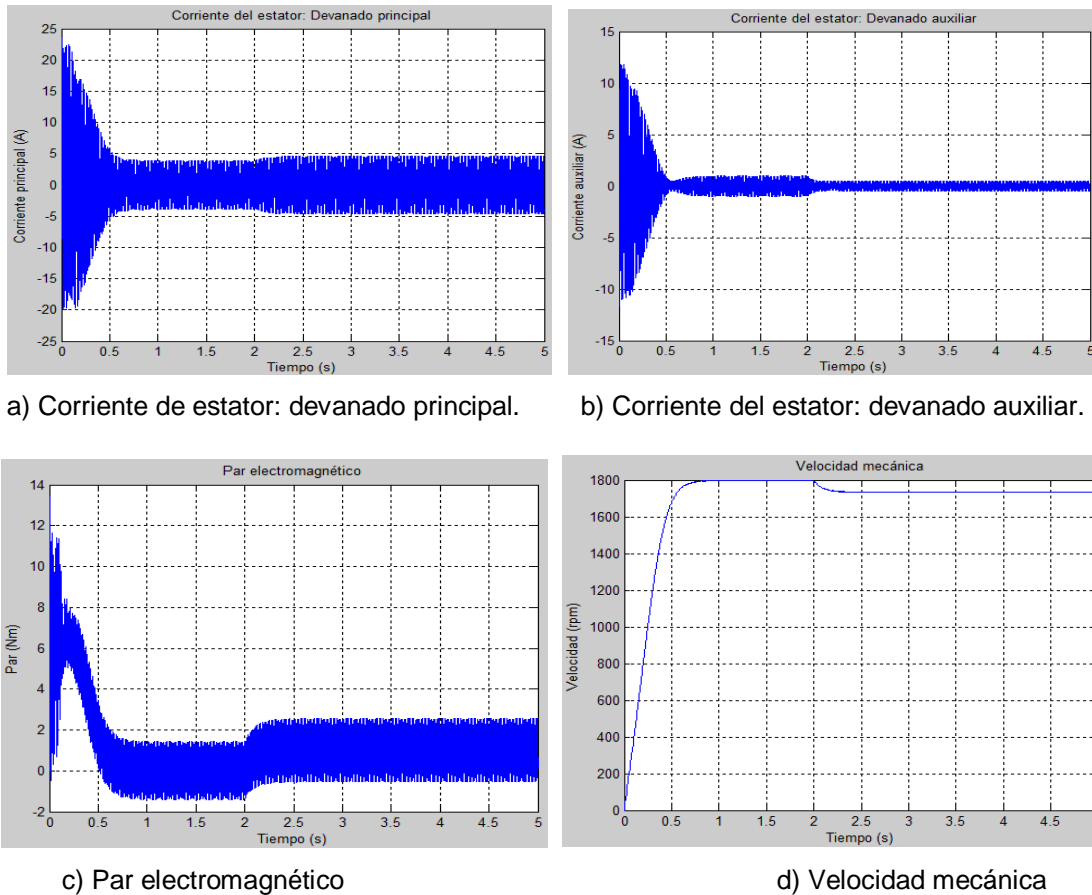 Corriente del estator: Devanado principal
25
20
15
10
5
0
-5
-10
-15
-20
-25
Corriente principal (A)
0 0.5 1 1.5 2 2.5 3 3.5 4 4.5 5
Tiempo (s)
Corriente del estator: Devanado auxiliar
15
10
5
0
-5
-10
-15
Corriente auxiliar (A)
0 0.5 1 1.5 2 2.5 3 3.5 4 4.5 5
Tiempo (s)
a) Corriente de estator: devanado principal.
b) Corriente del estator: devanado auxiliar.
Par electromagnético
14
12
10
8
6
4
2
0
-2
Par (Nm)
0 0.5 1 1.5 2 2.5 3 3.5 4 4.5 5
Tiempo (s)
Velocidad mecánica
1800
1600
1400
1200
1000
800
600
400
200
0
Velocidad (rpm)
0 0.5 1 1.5 2 2.5 3 3.5 4 4.5
Tiempo (s)
c) Par electromagnético
d) Velocidad mecánica